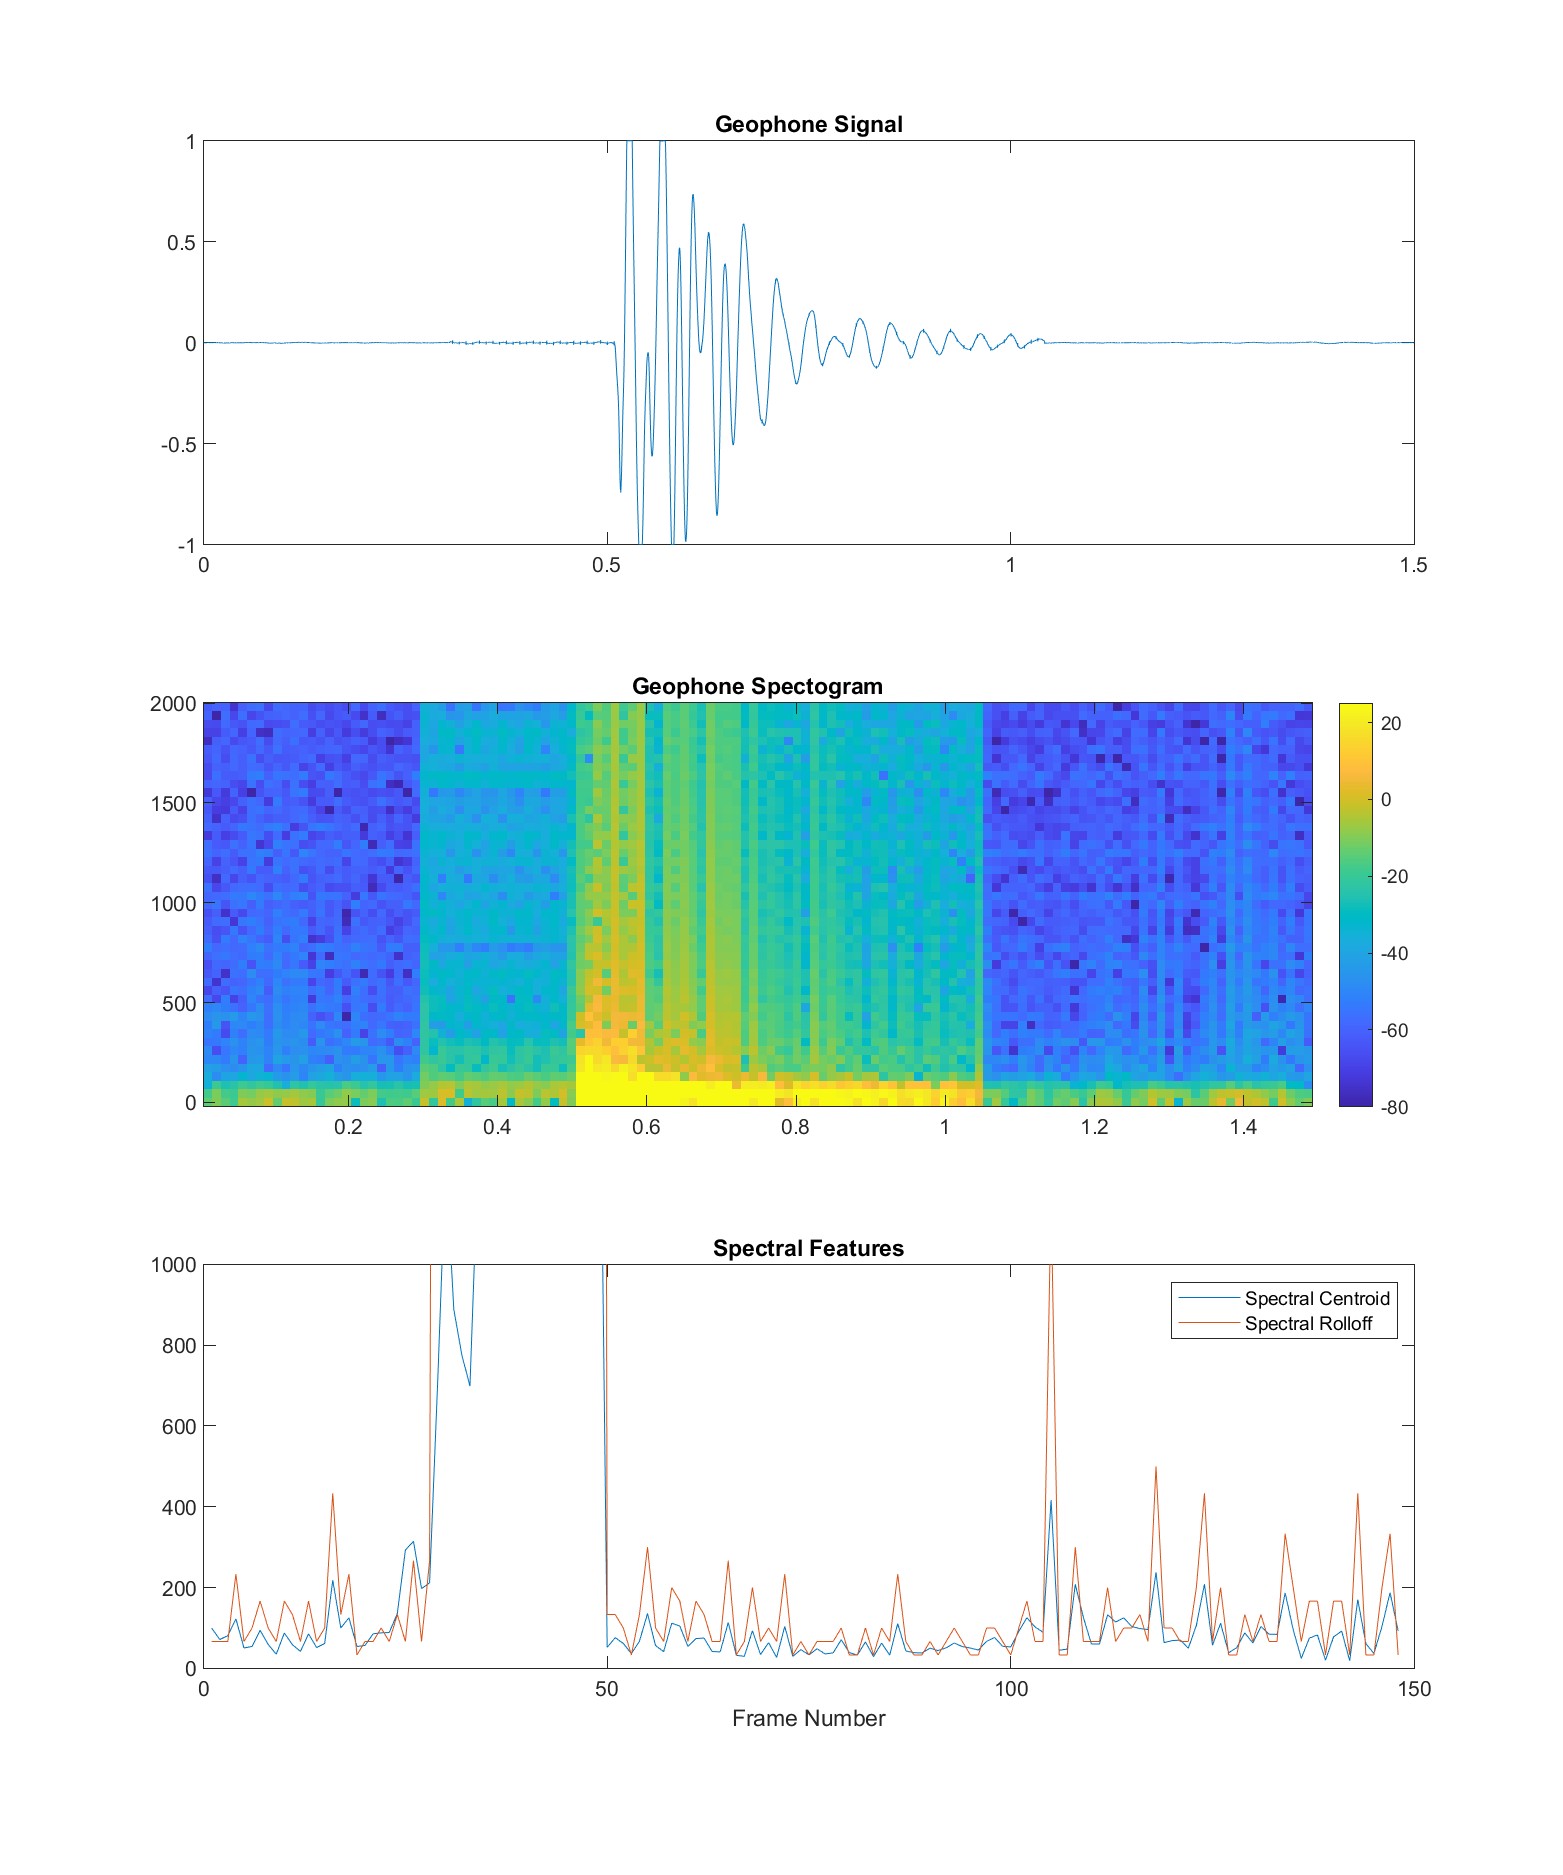 Geophone Signal
1
0.5
0
-0.5
-1
0 0.5 1 1.5
Geophone Spectogram
2000
1500
1000
500
0
0.2 0.4 0.6 0.8 1 1.2 1.4
20
0
-20
-40
-60
-80
Spectral Features
1000
800
600
400
200
0
Spectral Centroid
Spectral Rolloff
0 50 100 150
Frame Number